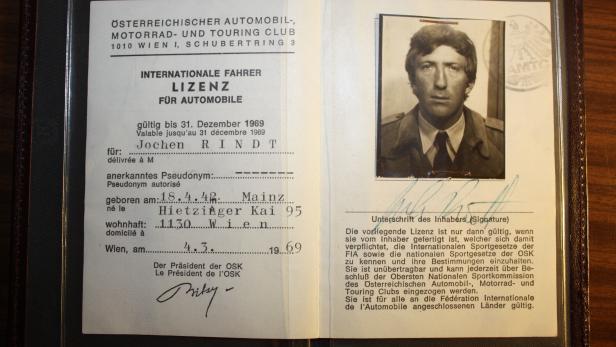 ÖSTERREICHISCHER AUTOMOBIL-,
MOTORRAD- UND TOURING CLUB
1010 WIEN I, SCHUBERTRING 3
INTERNATIONALE FAHRER
LIZENZ
FÜR AUTOMOBILE
gültig bis 31. Dezember 1969
Valable jusqu'au 31 décembre 1969
für: Jochen RINDT
délivrée à M
anerkanntes Pseudonym: -------
Pseudonym autorisé
geboren am 18.4.42 Mainz
né le
Hietzinger Kai 95
wohnhaft: 1130 Wien
domicilié à
Wien, am 4.3. 1969
Der Präsident der OSK
Le Président de l'OSK
ÖAMTC
Unterschrift des Inhabers (Signature)
Die vorliegende Lizenz ist nur dann gültig, wenn
sie vom Inhaber gefertigt ist, welcher sich damit
verpflichtet, die Internationalen Sportgesetze der
FIA sowie die nationalen Sportgesetze der OSK
zu kennen und ihre Bestimmungen einzuhalten.
Sie ist unübertragbar und kann jederzeit über Be-
schluß der Obersten Nationalen Sportkommission
des Österreichischen Automobil-, Motorrad- und
Touring Clubs eingezogen werden.
Sie ist für alle an die Fédération Internationale
de l'Automobile angeschlossenen Länder gültig.